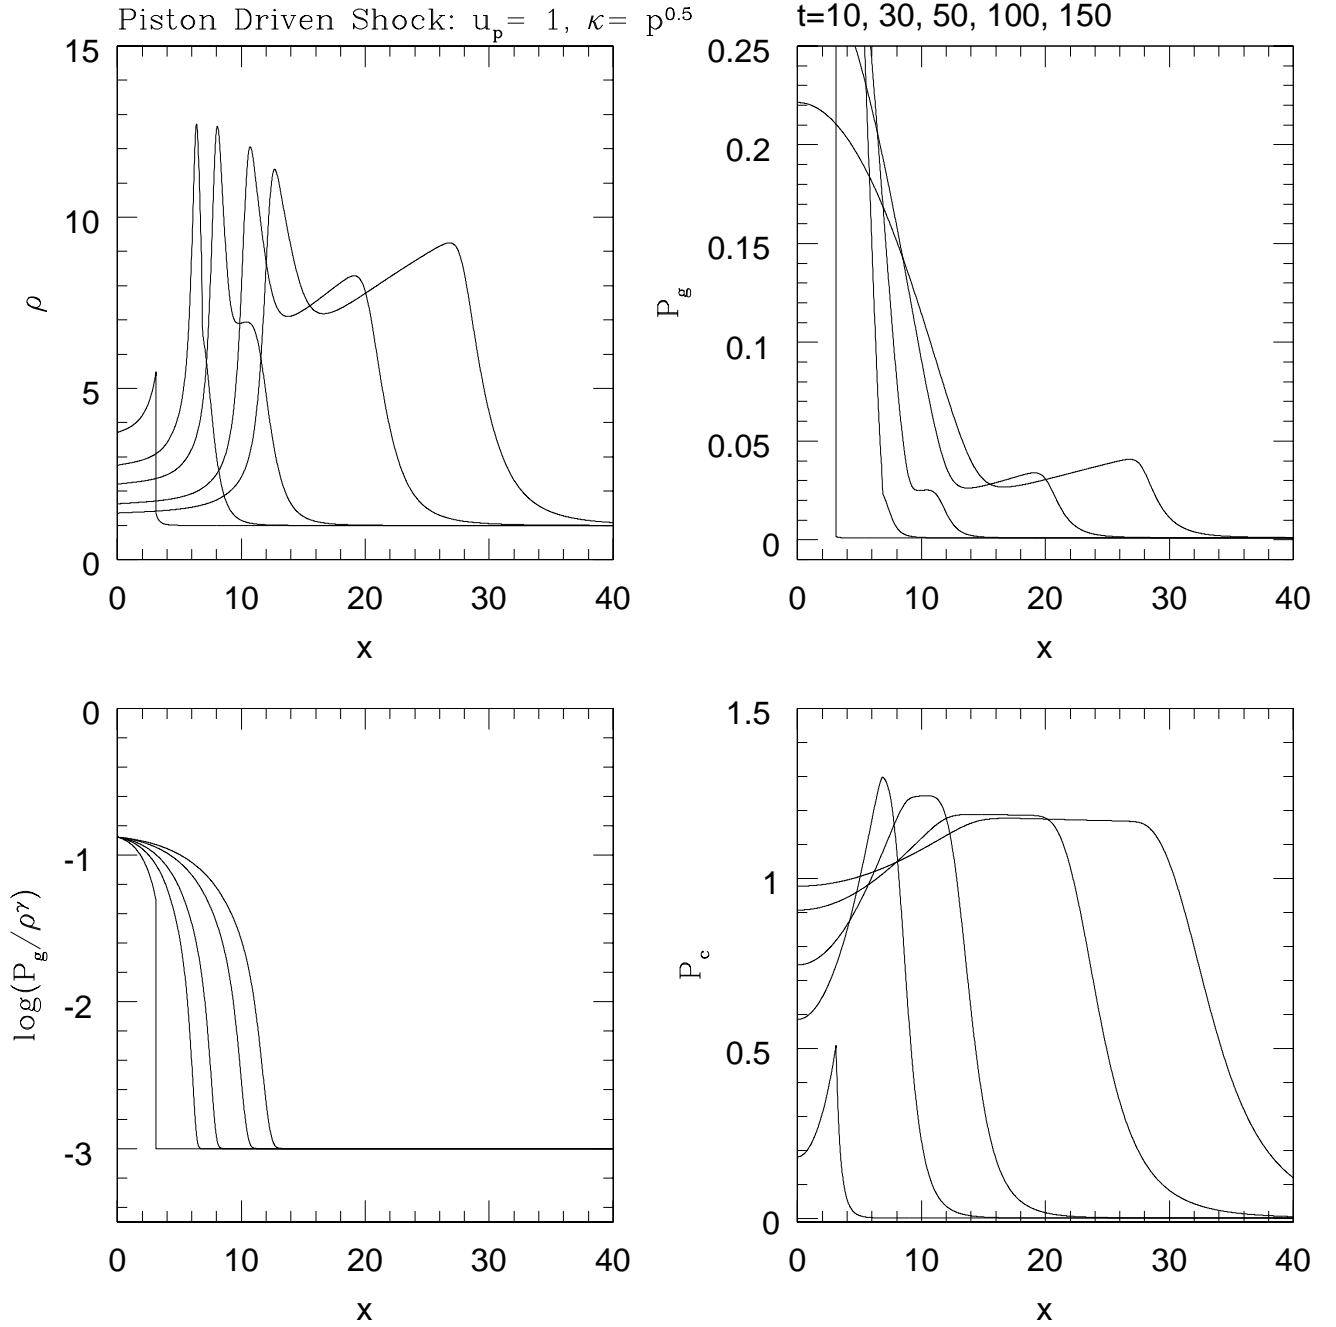 Piston Driven Shock: uₚ= 1, κ= p⁰·⁵
t=10, 30, 50, 100, 150
15
10
5
0
ρ
0 10 20 30 40
x
0.25
0.2
0.15
0.1
0.05
0
P_g
0 10 20 30 40
x
0
-1
-2
-3
log(P_g/ρ^γ)
0 10 20 30 40
x
1.5
1
0.5
0
P_c
0 10 20 30 40
x